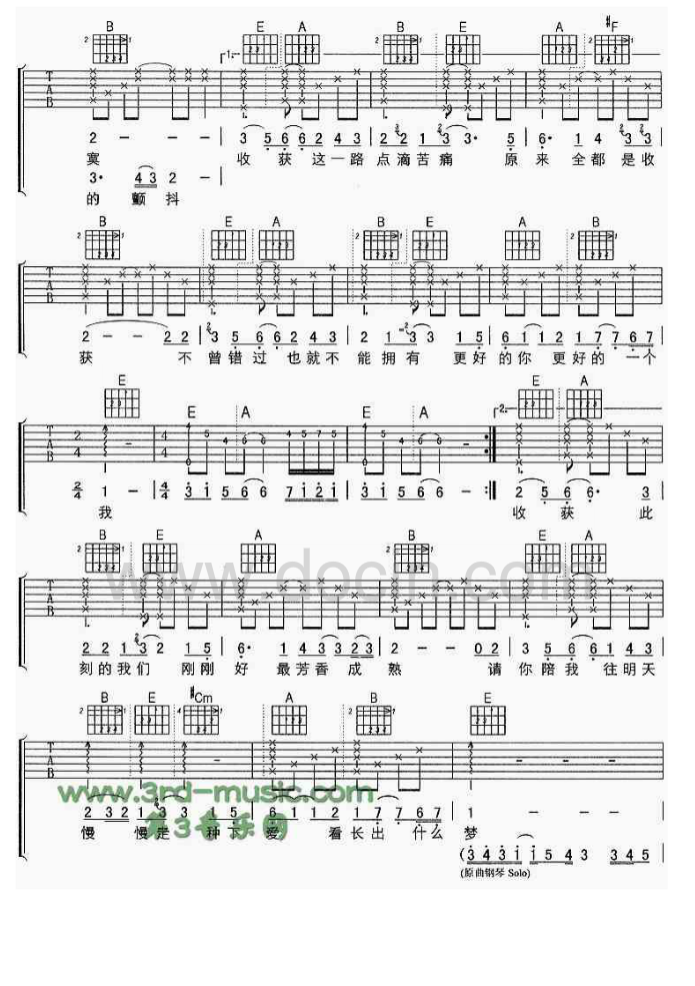 B E A B E A #F
1.
T A B
2 - - - | 3 5 6 6 2 4 3 | 2 2 1 3 3 3· 5 | 6· 1 4 3 3
寞 收 获 这 一 路 点 滴 苦 痛 原 来 全 都 是 收
3· 4 3 2 - |
的 颤 抖
B E A B E A B
T A B
2 - - 2 2 | 3 5 6 6 2 4 3 | 2 1 3 3 1 5 | 6 1 1 2 1 7 7 6 7
获 不 曾 错 过 也 就 不 能 拥 有 更 好 的 你 更 好 的 一 个
E E A E A 2. E A
T A B
2/4 1 - | 4/4 3 1 5 6 6 7 1 2 1 | 3 1 5 6 6 - :‖ 2 5 6 6· 3
我 收 获 此
B E A B E A
T A B
2 2 1 3 2 1 5 | 6· 1 4 3 3 2 3 | 2 - - 0 2 | 3 5 6 6 1 4 3
刻 的 我 们 刚 刚 好 最 芳 香 成 熟 请 你 陪 我 往 明 天
www.docin.com
B E #Cm A B E
T A B
www.3rd-music.com
2 3 2 1 3 3 1 5 | 6 1 1 2 1 7 7 6 7 | 1 - - -
慢 慢 是 种 下 爱 看 长 出 什 么 梦
第3音乐网
(3 4 3 1 1 5 4 3 3 4 5 |
(原曲钢琴 Solo)